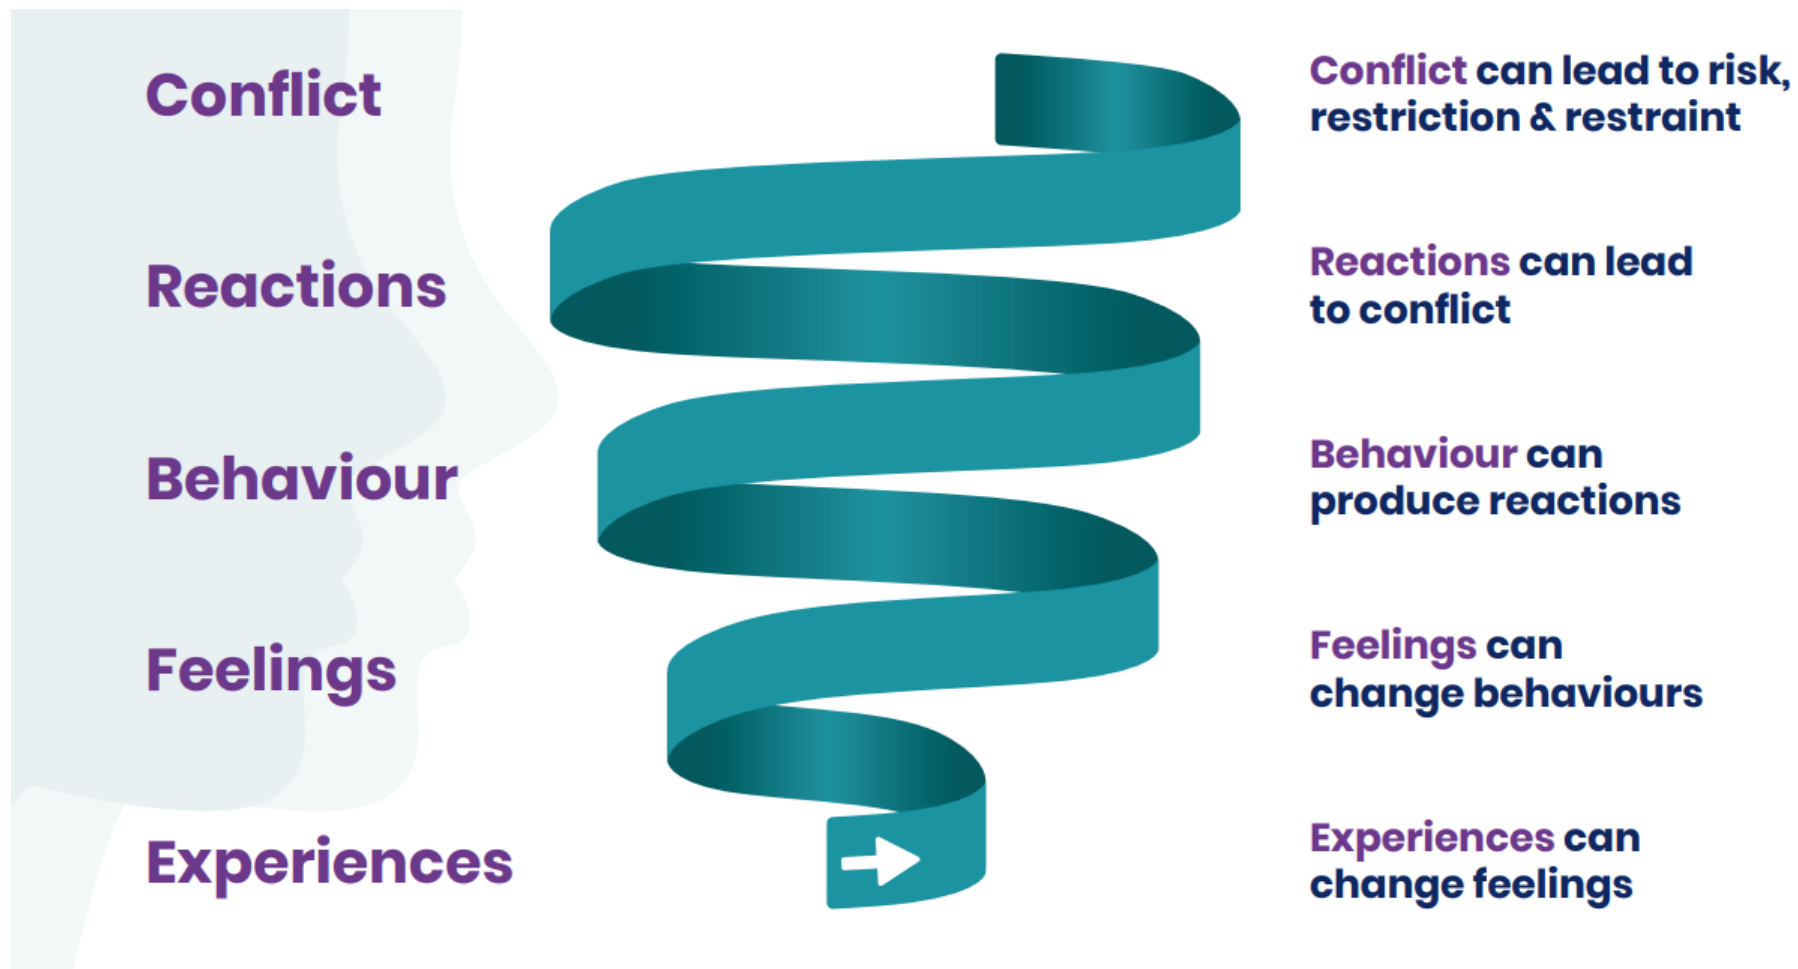 Conflict
Conflict can lead to risk,
restriction & restraint
Reactions
Reactions can lead
to conflict
Behaviour
Behaviour can
produce reactions
Feelings
Feelings can
change behaviours
Experiences
Experiences can
change feelings